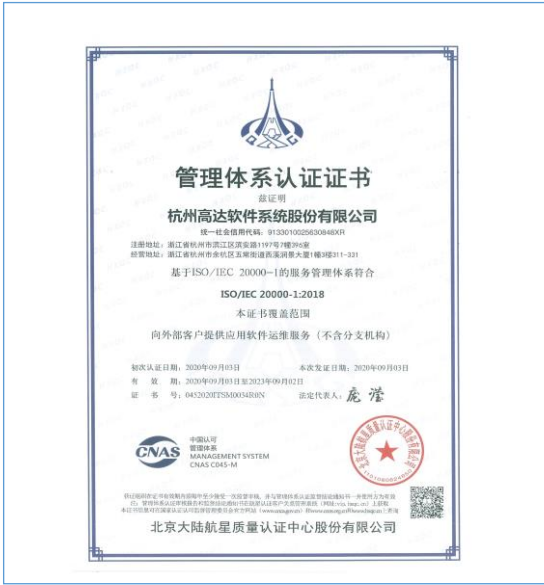 管理体系认证证书
兹证明
杭州高达软件系统股份有限公司
统一社会信用代码：9133010025630848XR
注册地址：浙江省杭州市滨江区滨安路1197号7幢396室
经营地址：浙江省杭州市余杭区五常街道西溪润景大厦1幢3楼311-331
基于ISO/IEC 20000-1的服务管理体系符合
ISO/IEC 20000-1:2018
本证书覆盖范围
向外部客户提供应用软件运维服务（不含分支机构）
初次认证日期：2020年09月03日 本次发证日期：2020年09月03日
有 效 期：2020年09月03日至2023年09月02日
证 书 号：0432020ITSM0034R0N 法定代表人：庞滢
CNAS
中国认可
管理体系
MANAGEMENT SYSTEM
CNAS C045-M
北京大陆航星质量认证中心股份有限公司